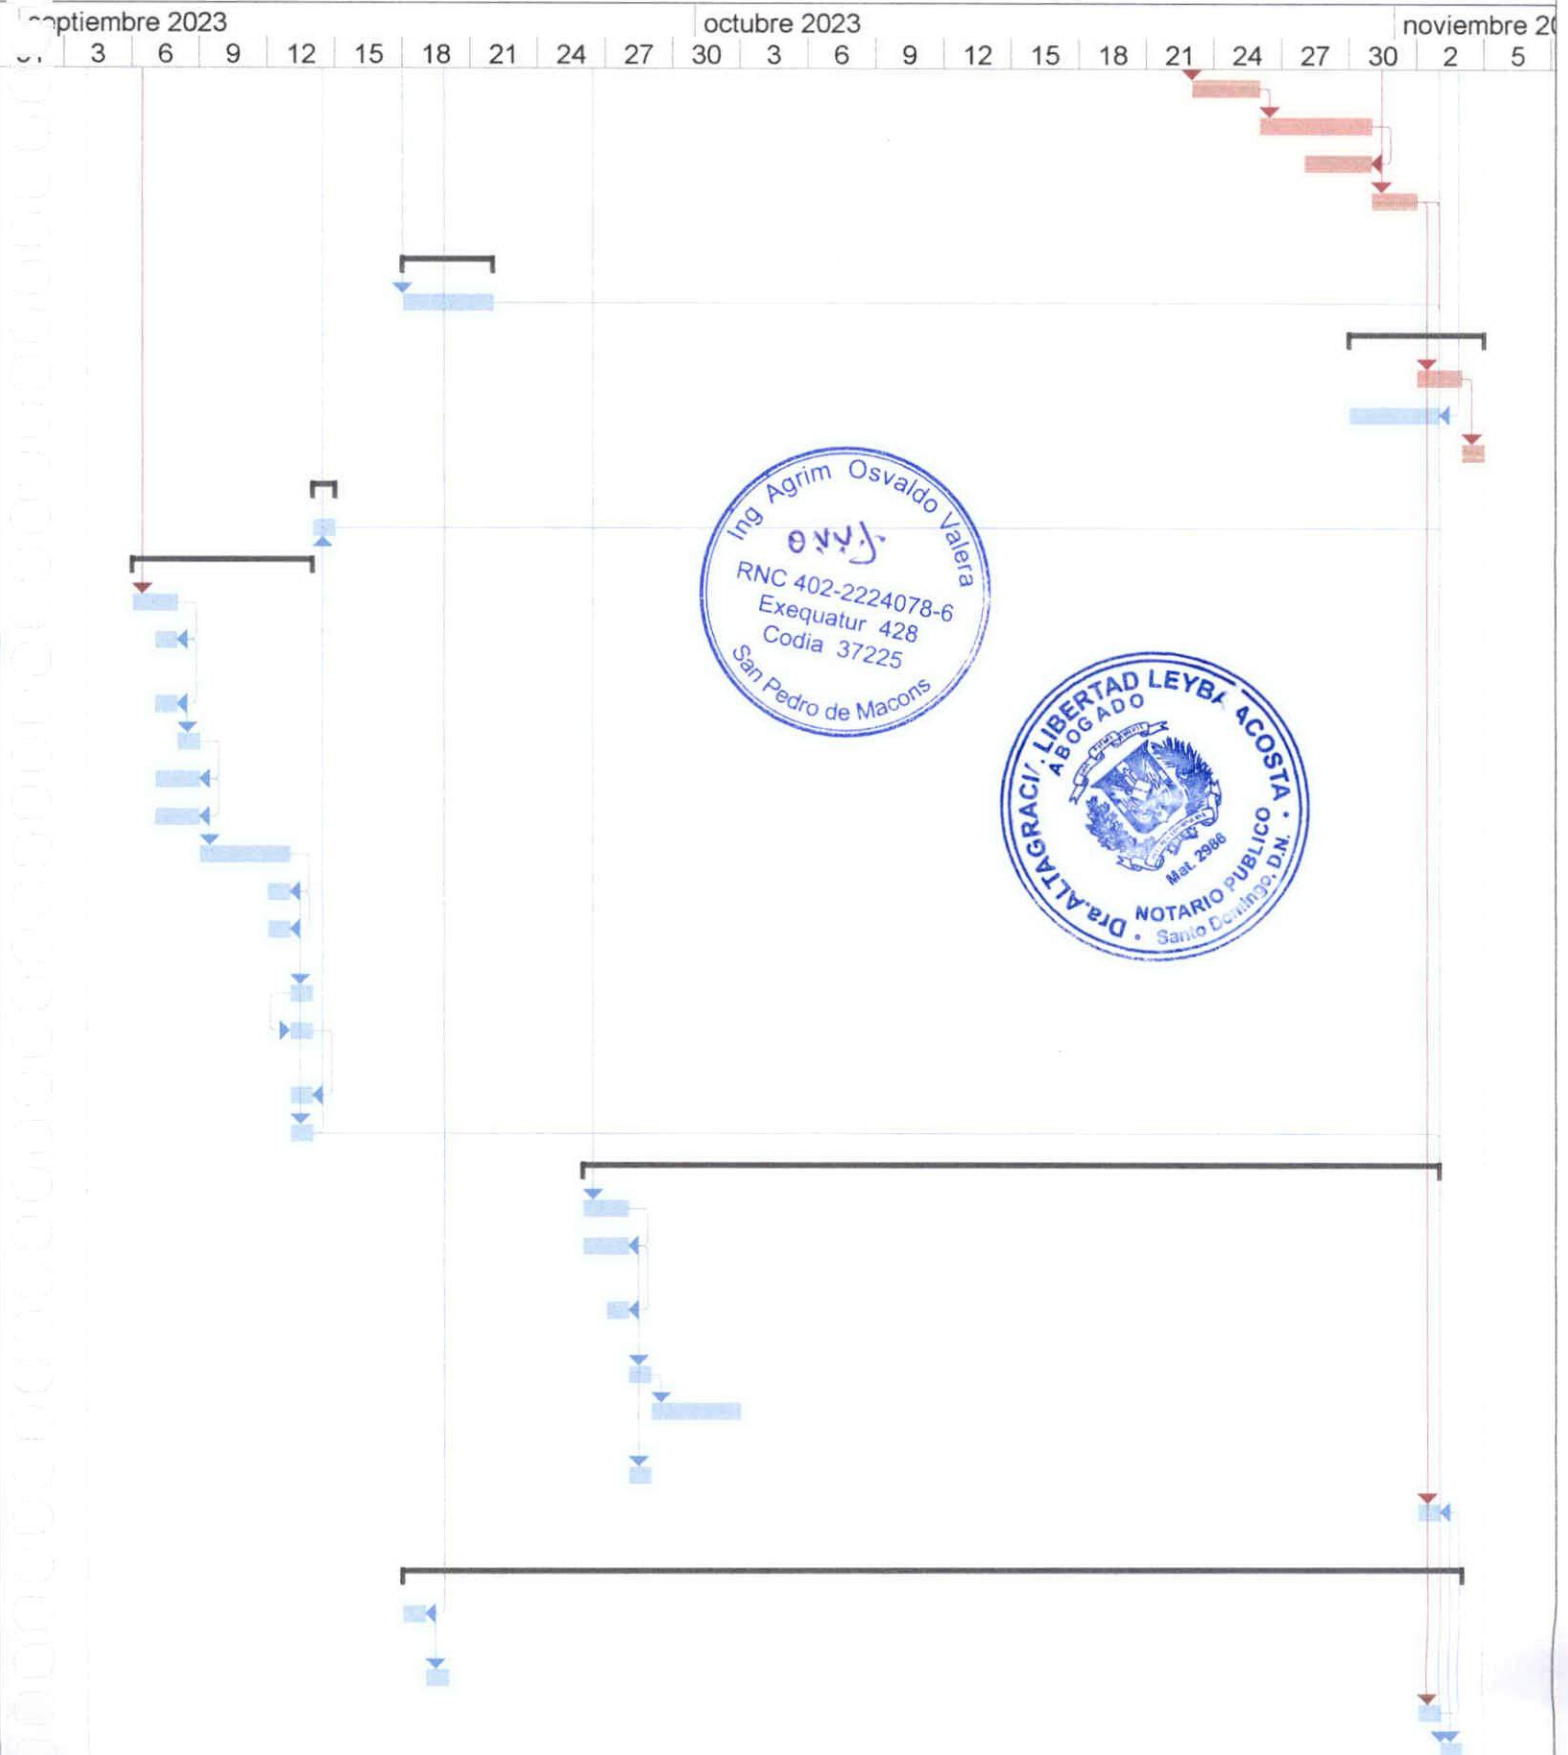 septiembre 2023 octubre 2023 noviembre 20
3 6 9 12 15 18 21 24 27 30 3 6 9 12 15 18 21 24 27 30 2 5
Ing Agrim Osvaldo Valera
RNC 402-2224078-6
Exequatur 428
Codia 37225
San Pedro de Macons
Dra.ALTAGRACIA LIBERTAD LEYBA ACOSTA
ABOGADO
Mat. 2986
NOTARIO PUBLICO
Santo Domingo, D.N.